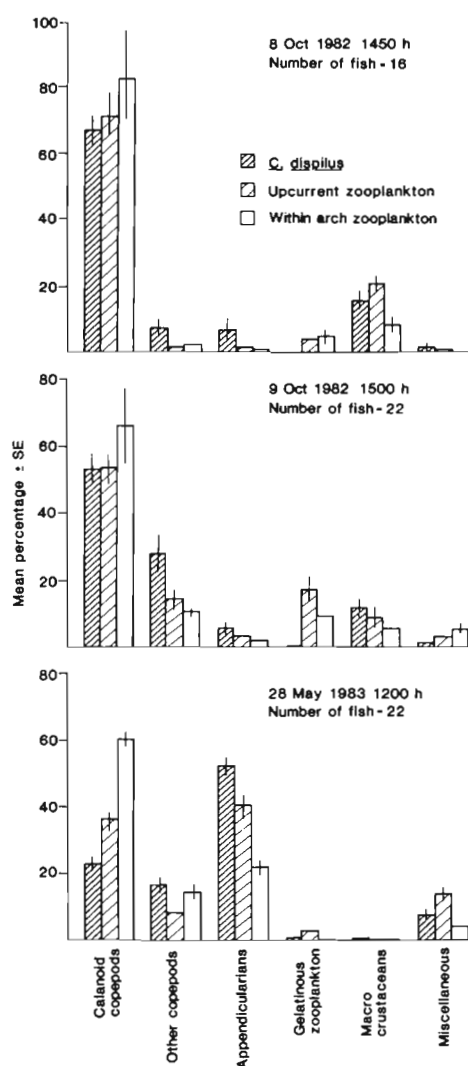 100
80
60
40
20
8 Oct 1982 1450 h
Number of fish - 16
C. dispilus
Upcurrent zooplankton
Within arch zooplankton
60
40
20
9 Oct 1982 1500 h
Number of fish - 22
Mean percentage ± SE
60
40
20
28 May 1983 1200 h
Number of fish - 22
Calanoid
copepods
Other copepods
Appendicularians
Gelatinous
zooplankton
Macro
crustaceans
Miscellaneous